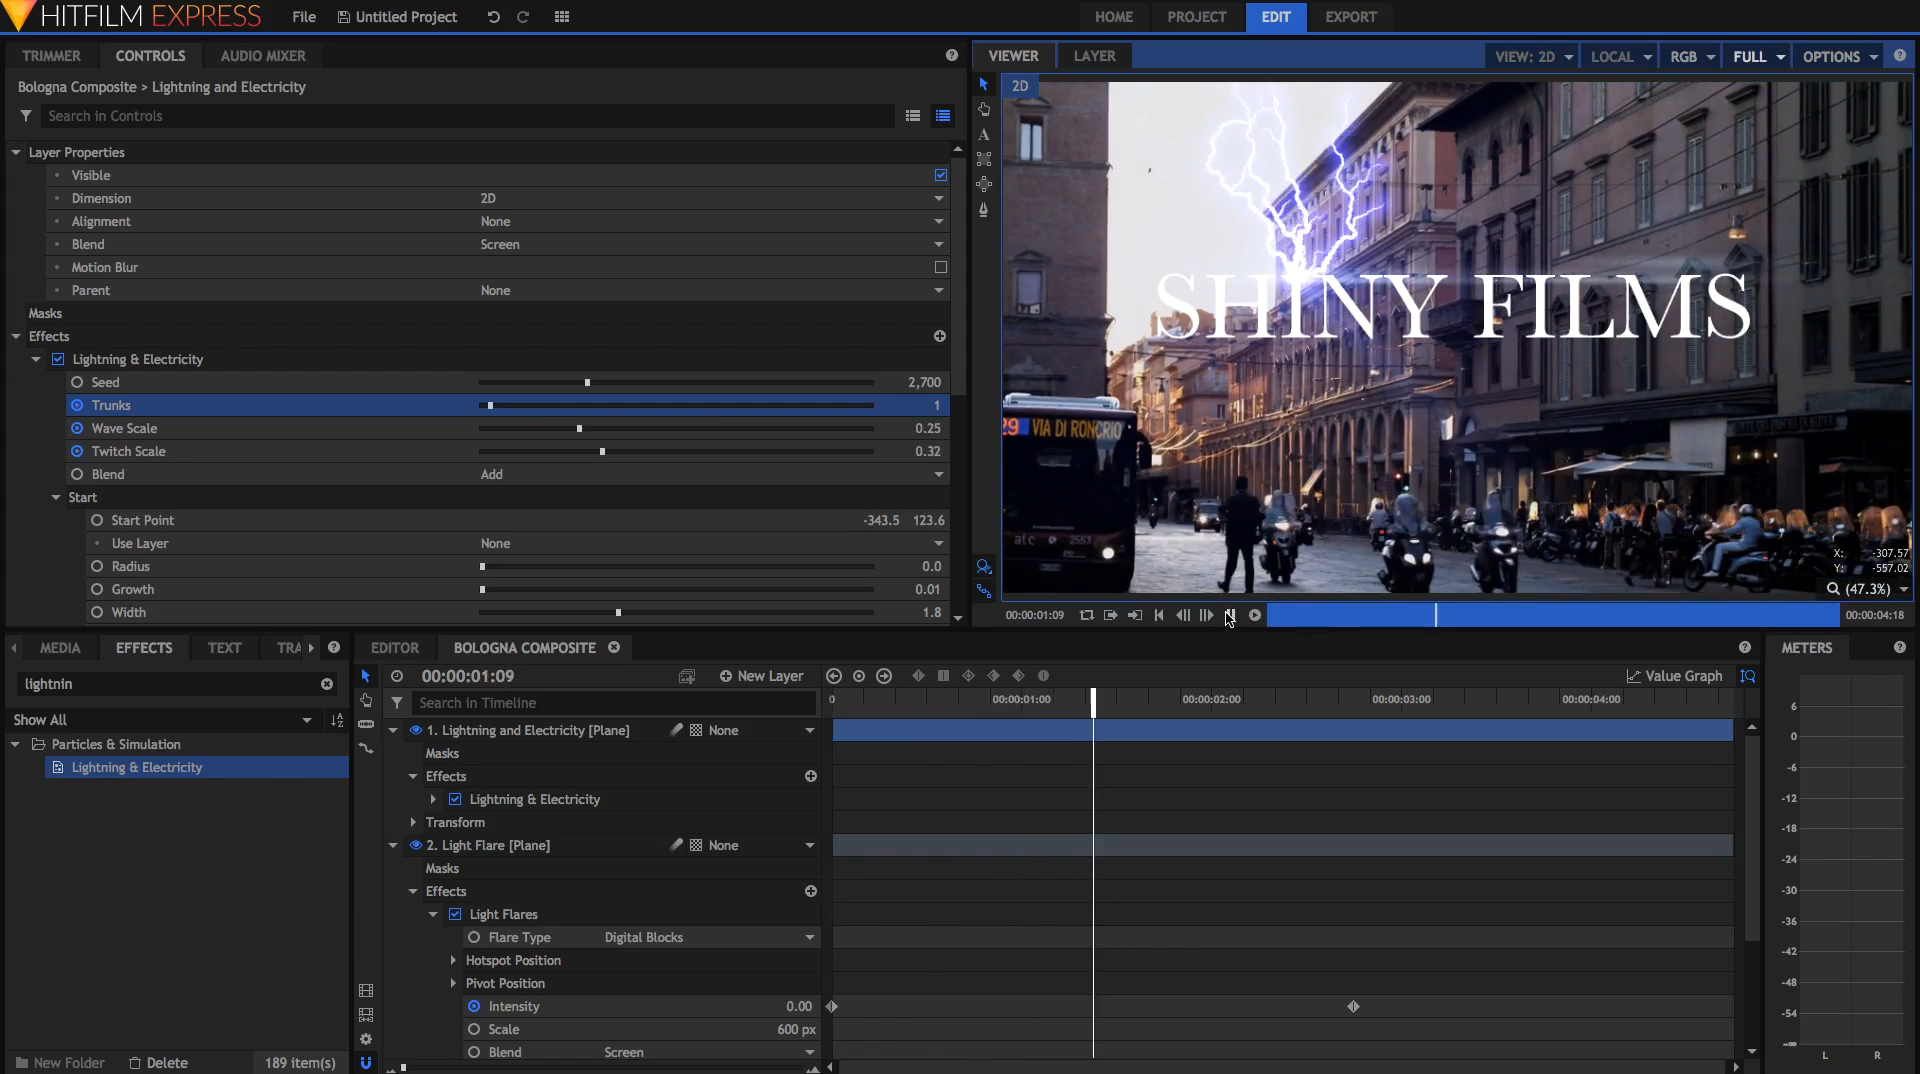 HITFILM EXPRESS
File
Untitled Project
HOME
PROJECT
EDIT
EXPORT
TRIMMER
CONTROLS
AUDIO MIXER
Bologna Composite > Lightning and Electricity
Search in Controls
Layer Properties
Visible
Dimension 2D
Alignment None
Blend Screen
Motion Blur
Parent None
Masks
Effects
Lightning & Electricity
Seed 2,700
Trunks 1
Wave Scale 0.25
Twitch Scale 0.32
Blend Add
Start
Start Point -343.5 123.6
Use Layer None
Radius 0.0
Growth 0.01
Width 1.8
VIEWER
LAYER
VIEW: 2D
LOCAL
RGB
FULL
OPTIONS
2D
SHINY FILMS
29 VIA DI RONCRIO
atc 2553
X: -307.57
Y: -557.02
(47.3%)
00:00:01:09
00:00:04:18
MEDIA
EFFECTS
TEXT
TRA
lightnin
Show All
Particles & Simulation
Lightning & Electricity
New Folder
Delete
189 item(s)
EDITOR
BOLOGNA COMPOSITE
00:00:01:09
New Layer
Value Graph
Search in Timeline
0
00:00:01:00
00:00:02:00
00:00:03:00
00:00:04:00
1. Lightning and Electricity [Plane] None
Masks
Effects
Lightning & Electricity
Transform
2. Light Flare [Plane] None
Masks
Effects
Light Flares
Flare Type Digital Blocks
Hotspot Position
Pivot Position
Intensity 0.00
Scale 600 px
Blend Screen
METERS
6
0
-6
-12
-18
-24
-30
-36
-42
-48
-54
-∞
L R